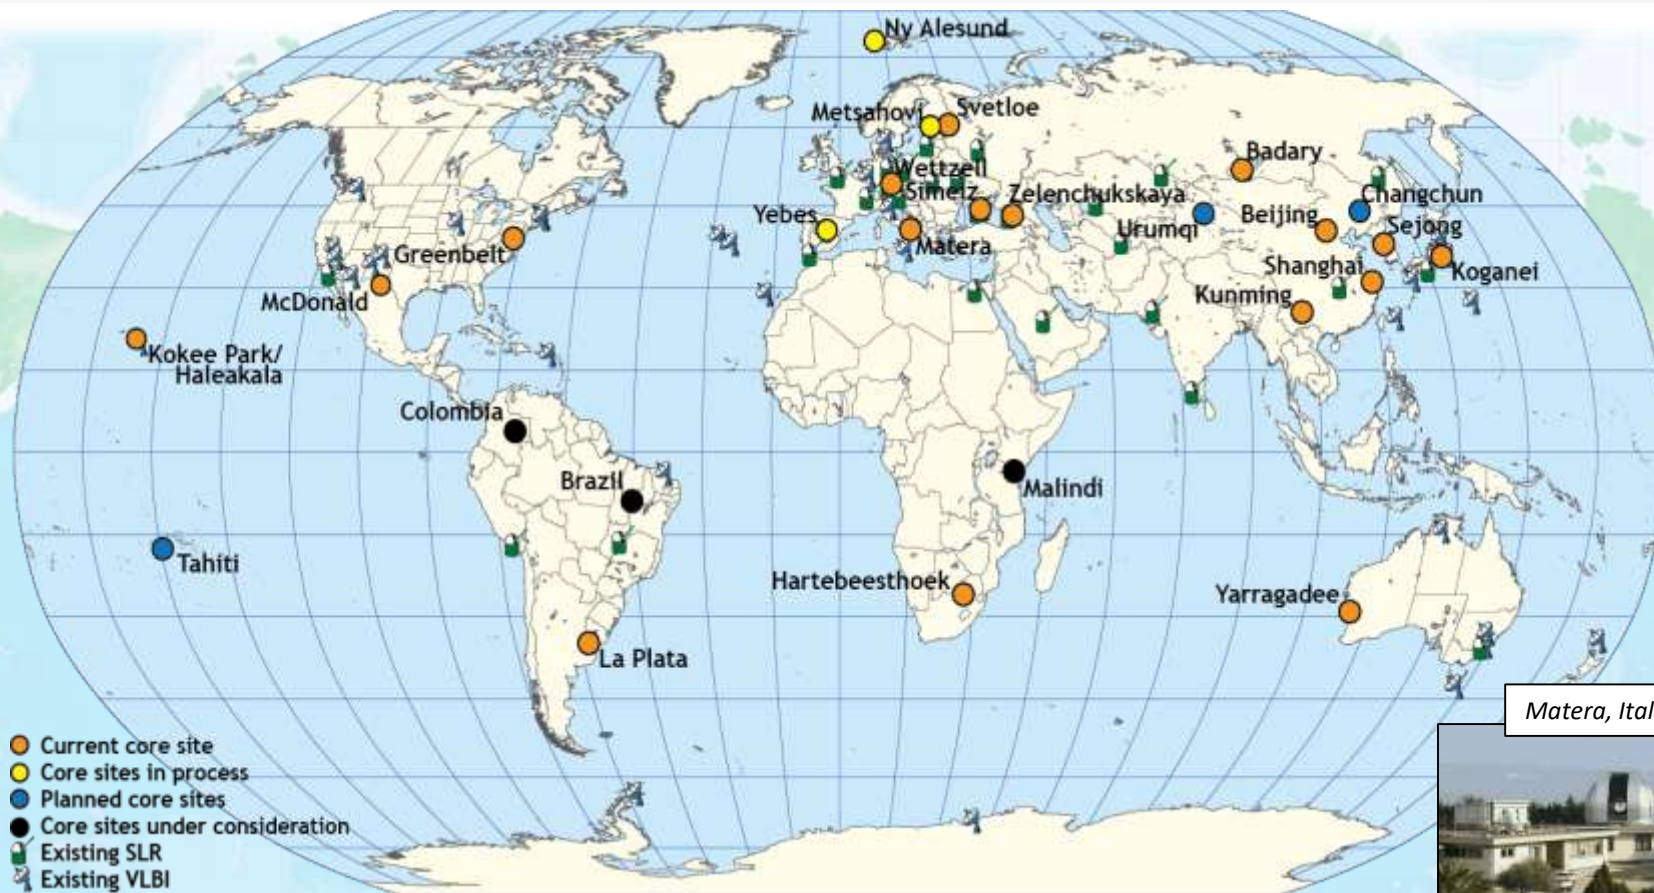 Ny Alesund
Metsahovi
Svetloe
Wettzell
Simeiz
Zelenchukskaya
Badary
Changchun
Yebes
Urumqi
Beijing
Sejong
Greenbelt
Matera
Shanghai
Koganei
McDonald
Kunming
Kokee Park/
Haleakala
Colombia
Brazil
Malindi
Tahiti
Hartebeesthoek
Yarragadee
La Plata
Matera, Ital
Current core site
Core sites in process
Planned core sites
Core sites under consideration
Existing SLR
Existing VLBI